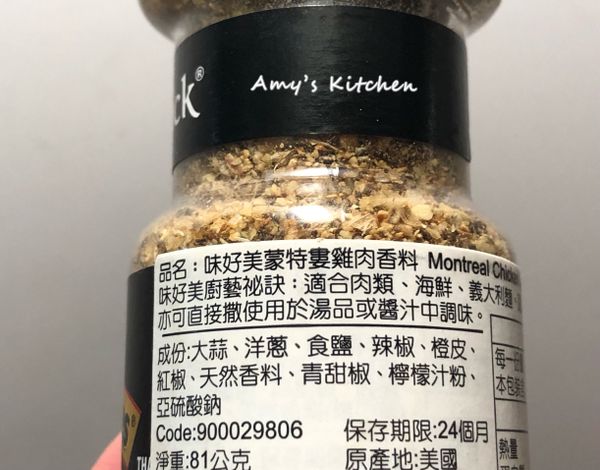 ck®
Amy's Kitchen
品名：味好美蒙特婁雞肉香料 Montreal Chicken
味好美廚藝祕訣：適合肉類、海鮮、義大利麵、
亦可直接撒使用於湯品或醬汁中調味。
成份:大蒜、洋蔥、食鹽、辣椒、橙皮、
紅椒、天然香料、青甜椒、檸檬汁粉、
亞硫酸鈉
Code:900029806 保存期限:24個月
淨重:81公克 原產地:美國
每一份
本包裝
熱量